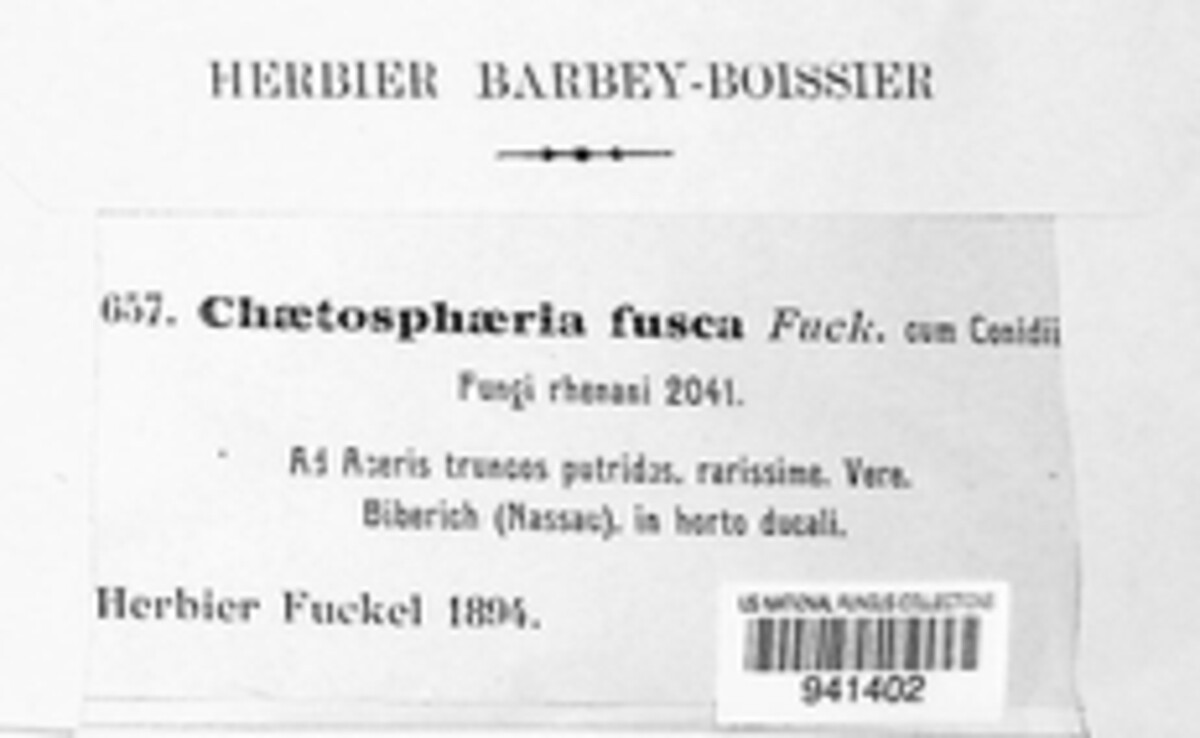 HERBIER BARBEY-BOISSIER
657. Chætosphæria fusca Fuck. cum Conidii
Fungi rhenani 2041.
Ad Aceris truncos putridos. rarissime. Vere.
Biberich (Nassau). in horto ducali.
Herbier Fuckel 1894.
US NATIONAL FUNGUS COLLECTIONS
941402